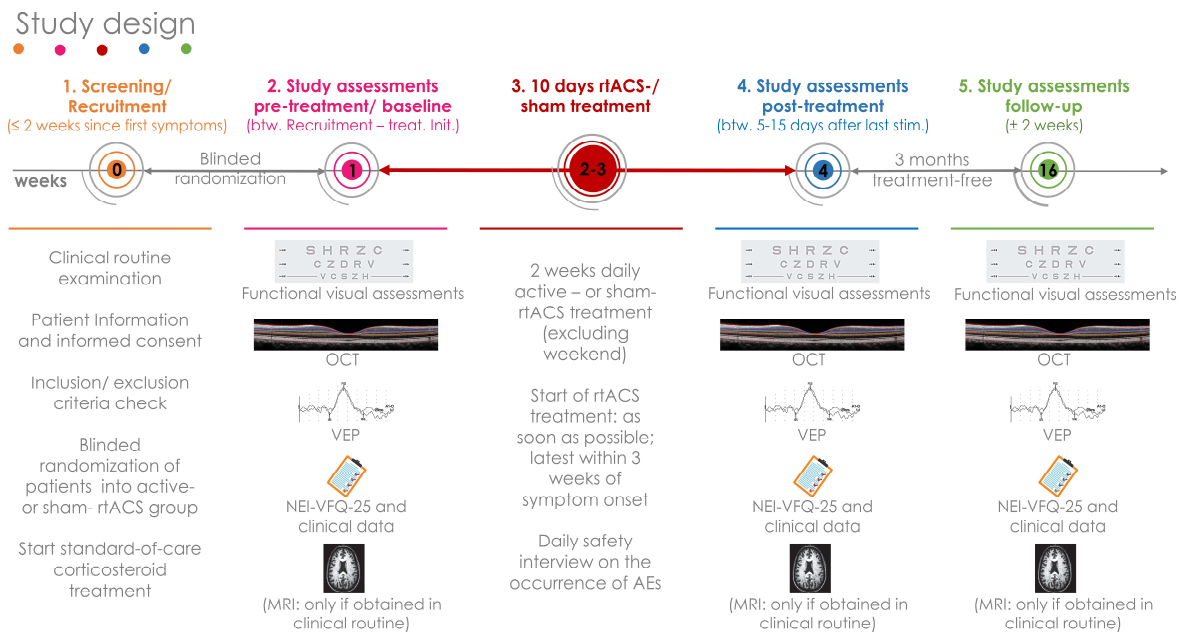 Study design
1. Screening/
Recruitment
(≤ 2 weeks since first symptoms)
2. Study assessments
pre-treatment/ baseline
(btw. Recruitment – treat. Init.)
3. 10 days rtACS-/
sham treatment
4. Study assessments
post-treatment
(btw. 5-15 days after last stim.)
5. Study assessments
follow-up
(± 2 weeks)
weeks
0
Blinded
randomization
1
2-3
4
3 months
treatment-free
16
Clinical routine
examination
Patient Information
and informed consent
Inclusion/ exclusion
criteria check
Blinded
randomization of
patients into active-
or sham- rtACS group
Start standard-of-care
corticosteroid
treatment
SHRZC
CZDRV
VCSZH
Functional visual assessments
OCT
VEP
NEI-VFQ-25 and
clinical data
(MRI: only if obtained in
clinical routine)
2 weeks daily
active – or sham-
rtACS treatment
(excluding
weekend)
Start of rtACS
treatment: as
soon as possible;
latest within 3
weeks of
symptom onset
Daily safety
interview on the
occurrence of AEs
SHRZC
CZDRV
VCSZH
Functional visual assessments
OCT
VEP
NEI-VFQ-25 and
clinical data
(MRI: only if obtained in
clinical routine)
SHRZC
CZDRV
VCSZH
Functional visual assessments
OCT
VEP
NEI-VFQ-25 and
clinical data
(MRI: only if obtained in
clinical routine)